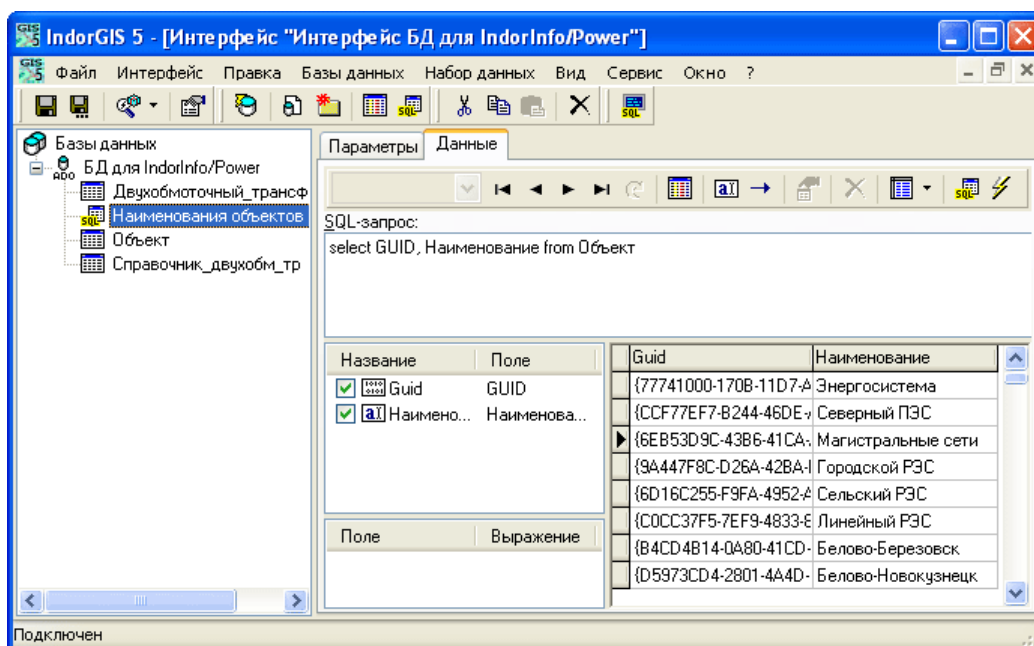 IndorGIS 5 - [Интерфейс "Интерфейс БД для IndorInfo/Power"]
Файл Интерфейс Правка Базы данных Набор данных Вид Сервис Окно ?
Базы данных
БД для IndorInfo/Power
Двухобмоточный_трансф
Наименования объектов
Объект
Справочник_двухобм_тр
Параметры Данные
SQL-запрос:
select GUID, Наименование from Объект
Название Поле
Guid GUID
Наимено... Наименова...
Поле Выражение
Guid Наименование
{77741000-170B-11D7-A Энергосистема
{CCF77EF7-B244-46DE- Северный ПЭС
{6EB53D9C-43B6-41CA- Магистральные сети
{9A447F8C-D26A-42BA- Городской РЭС
{6D16C255-F9FA-4952-A Сельский РЭС
{C0CC37F5-7EF9-4833- Линейный РЭС
{B4CD4B14-0A80-41CD- Белово-Березовск
{D5973CD4-2801-4A4D- Белово-Новокузнецк
Подключен